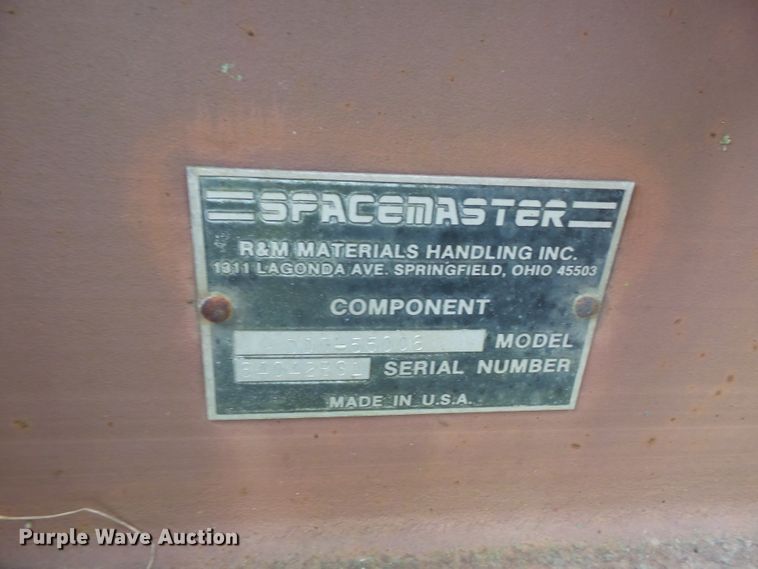 SPACEMASTER
R&M MATERIALS HANDLING INC.
1311 LAGONDA AVE. SPRINGFIELD, OHIO 45503
COMPONENT
MODEL
SERIAL NUMBER
MADE IN U.S.A.
Purple Wave Auction